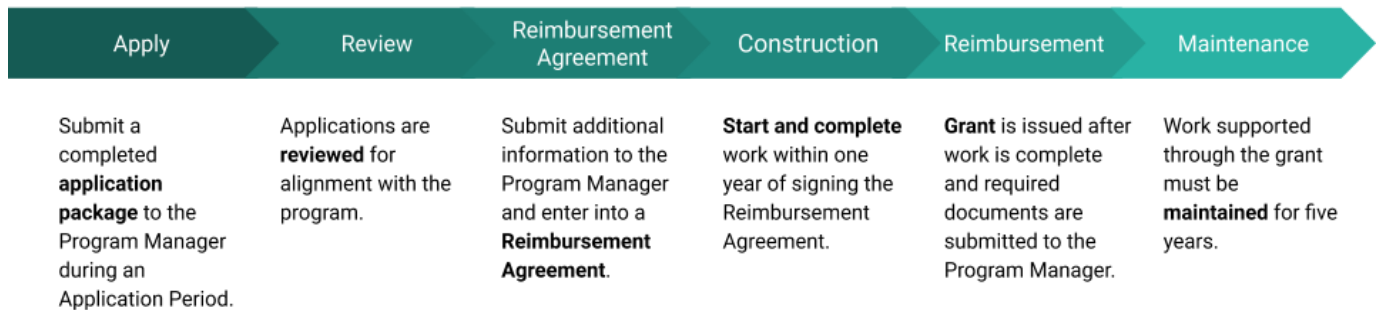 Apply
Review
Reimbursement
Agreement
Construction
Reimbursement
Maintenance
Submit a
completed
application
package to the
Program Manager
during an
Application Period.
Applications are
reviewed for
alignment with the
program.
Submit additional
information to the
Program Manager
and enter into a
Reimbursement
Agreement.
Start and complete
work within one
year of signing the
Reimbursement
Agreement.
Grant is issued after
work is complete
and required
documents are
submitted to the
Program Manager.
Work supported
through the grant
must be
maintained for five
years.